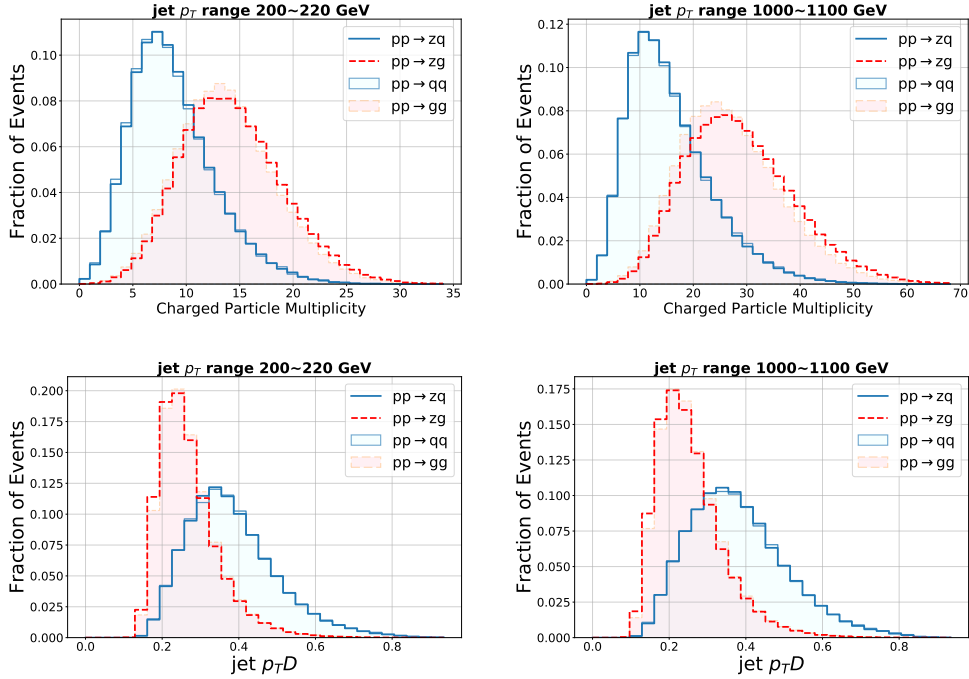 jet p_T range 200~220 GeV
Fraction of Events
0.00
0.02
0.04
0.06
0.08
0.10
pp→zq
pp→zg
pp→qq
pp→gg
0 5 10 15 20 25 30 35
Charged Particle Multiplicity
jet p_T range 1000~1100 GeV
Fraction of Events
0.00
0.02
0.04
0.06
0.08
0.10
0.12
pp→zq
pp→zg
pp→qq
pp→gg
0 10 20 30 40 50 60 70
Charged Particle Multiplicity
jet p_T range 200~220 GeV
Fraction of Events
0.000
0.025
0.050
0.075
0.100
0.125
0.150
0.175
0.200
pp→zq
pp→zg
pp→qq
pp→gg
0.0 0.2 0.4 0.6 0.8
jet p_TD
jet p_T range 1000~1100 GeV
Fraction of Events
0.000
0.025
0.050
0.075
0.100
0.125
0.150
0.175
pp→zq
pp→zg
pp→qq
pp→gg
0.0 0.2 0.4 0.6 0.8
jet p_TD